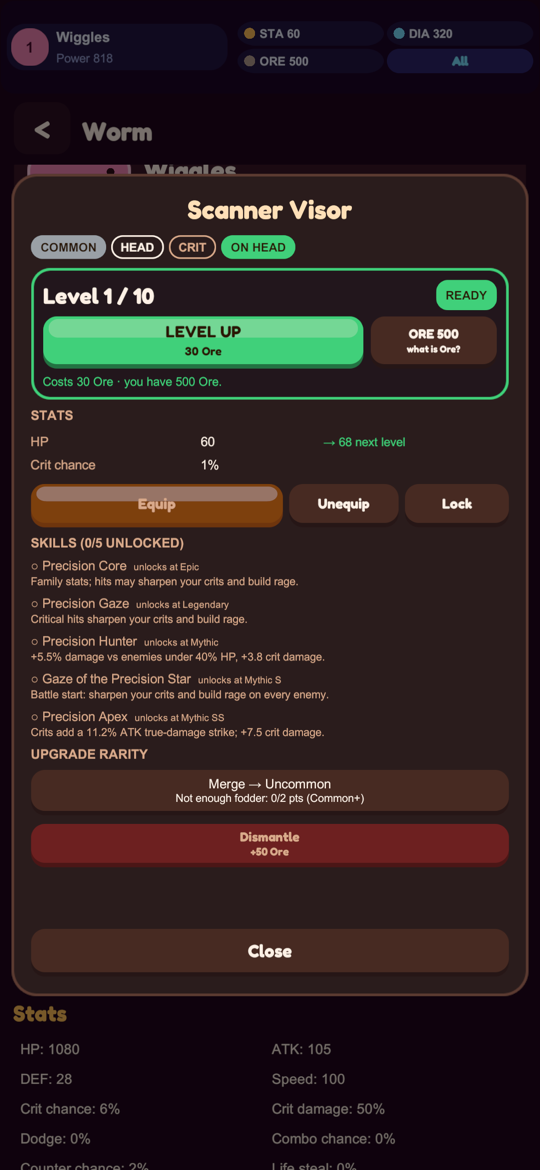 1
Wiggles
Power 818
STA 60
DIA 320
ORE 500
All
<
Worm
Wiggles
Scanner Visor
COMMON
HEAD
CRIT
ON HEAD
Level 1 / 10
READY
LEVEL UP
30 Ore
ORE 500
what is Ore?
Costs 30 Ore · you have 500 Ore.
STATS
HP 60 → 68 next level
Crit chance 1%
Equip
Unequip
Lock
SKILLS (0/5 UNLOCKED)
○ Precision Core unlocks at Epic
Family stats; hits may sharpen your crits and build rage.
○ Precision Gaze unlocks at Legendary
Critical hits sharpen your crits and build rage.
○ Precision Hunter unlocks at Mythic
+5.5% damage vs enemies under 40% HP, +3.8 crit damage.
○ Gaze of the Precision Star unlocks at Mythic S
Battle start: sharpen your crits and build rage on every enemy.
○ Precision Apex unlocks at Mythic SS
Crits add a 11.2% ATK true-damage strike; +7.5 crit damage.
UPGRADE RARITY
Merge → Uncommon
Not enough fodder: 0/2 pts (Common+)
Dismantle
+50 Ore
Close
Stats
HP: 1080
ATK: 105
DEF: 28
Speed: 100
Crit chance: 6%
Crit damage: 50%
Dodge: 0%
Combo chance: 0%
Counter chance: 2%
Life steal: 0%